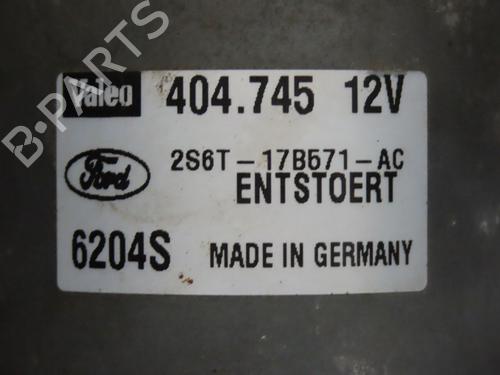 B-PARTS
Valeo 404.745 12V
Ford 2S6T-17B571-AC
ENTSTOERT
6204S MADE IN GERMANY